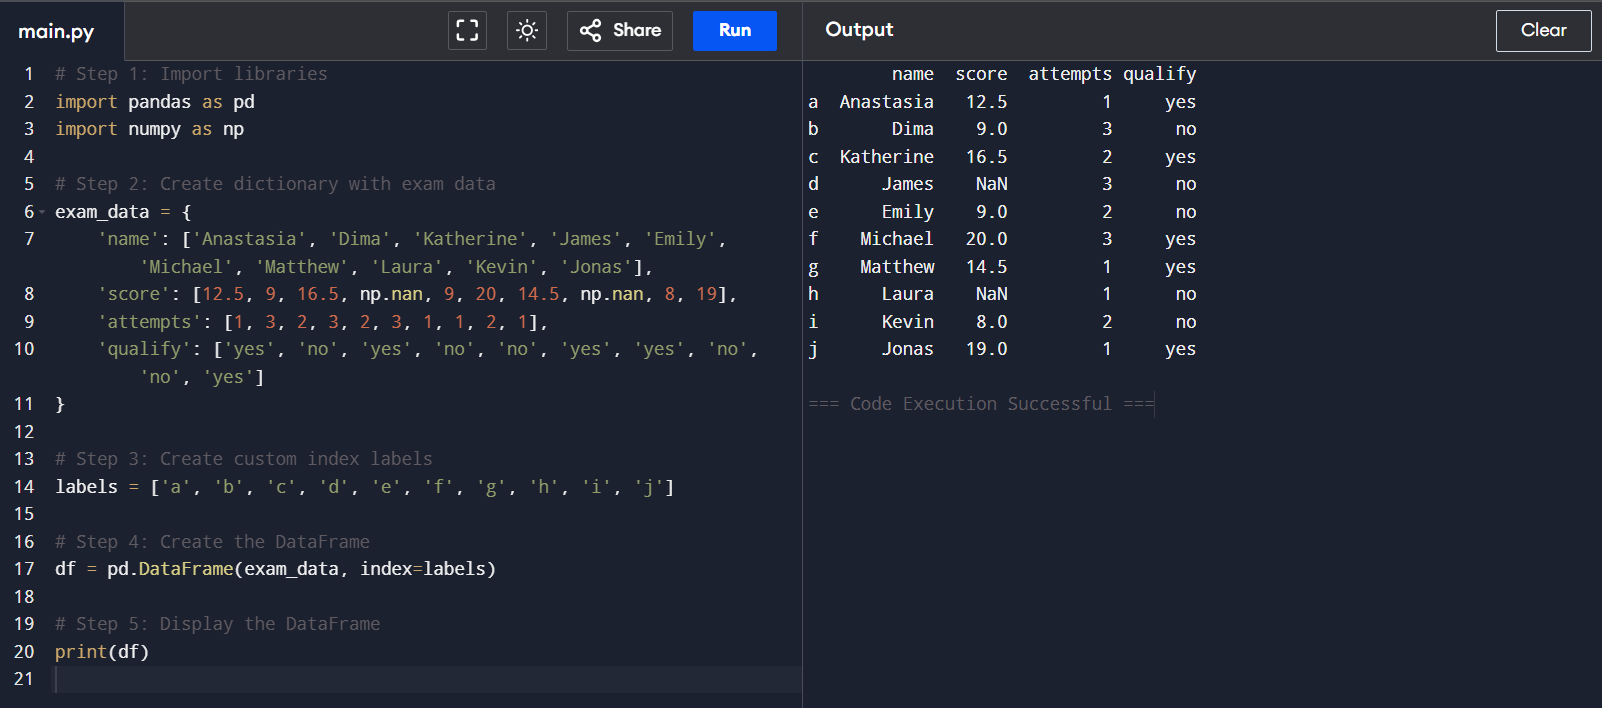 main.py
Share
Run
1 # Step 1: Import libraries
2 import pandas as pd
3 import numpy as np
4
5 # Step 2: Create dictionary with exam data
6 exam_data = {
7     'name': ['Anastasia', 'Dima', 'Katherine', 'James', 'Emily',
        'Michael', 'Matthew', 'Laura', 'Kevin', 'Jonas'],
8     'score': [12.5, 9, 16.5, np.nan, 9, 20, 14.5, np.nan, 8, 19],
9     'attempts': [1, 3, 2, 3, 2, 3, 1, 1, 2, 1],
10     'qualify': ['yes', 'no', 'yes', 'no', 'no', 'yes', 'yes', 'no',
        'no', 'yes']
11 }
12
13 # Step 3: Create custom index labels
14 labels = ['a', 'b', 'c', 'd', 'e', 'f', 'g', 'h', 'i', 'j']
15
16 # Step 4: Create the DataFrame
17 df = pd.DataFrame(exam_data, index=labels)
18
19 # Step 5: Display the DataFrame
20 print(df)
21
Output
Clear
        name  score  attempts qualify
a  Anastasia   12.5         1     yes
b       Dima    9.0         3      no
c  Katherine   16.5         2     yes
d      James    NaN         3      no
e      Emily    9.0         2      no
f    Michael   20.0         3     yes
g    Matthew   14.5         1     yes
h      Laura    NaN         1      no
i      Kevin    8.0         2      no
j      Jonas   19.0         1     yes
=== Code Execution Successful ===